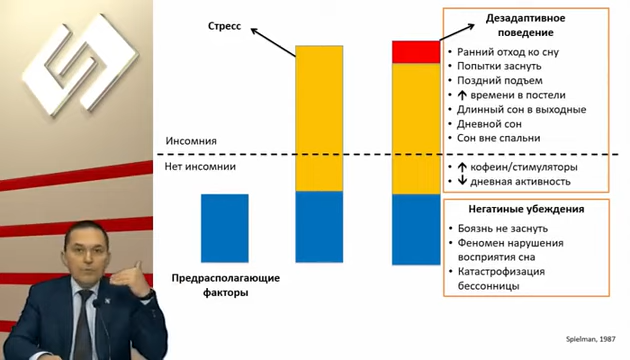 Стресс
Дезадаптивное
поведение
• Ранний отход ко сну
• Попытки заснуть
• Поздний подъем
• ↑ времени в постели
• Длинный сон в выходные
• Дневной сон
• Сон вне спальни
• ↑ кофеин/стимуляторы
• ↓ дневная активность
Инсомния
Нет инсомнии
Предрасполагающие
факторы
Негатиные убеждения
• Боязнь не заснуть
• Феномен нарушения
восприятия сна
• Катастрофизация
бессонницы
Spielman, 1987